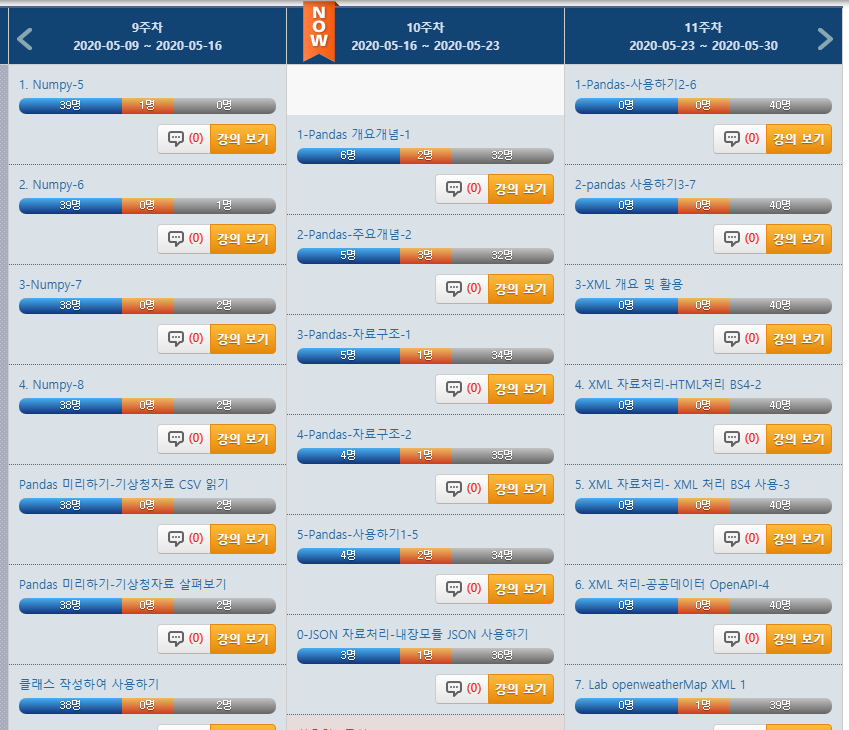 9주차
2020-05-09 ~ 2020-05-16
1. Numpy-5
39명 1명 0명
(0) 강의 보기
2. Numpy-6
39명 0명 1명
(0) 강의 보기
3-Numpy-7
38명 0명 2명
(0) 강의 보기
4. Numpy-8
38명 0명 2명
(0) 강의 보기
Pandas 미리하기-기상청자료 CSV 읽기
38명 0명 2명
(0) 강의 보기
Pandas 미리하기-기상청자료 살펴보기
38명 0명 2명
(0) 강의 보기
클래스 작성하여 사용하기
38명 0명 2명
NOW
10주차
2020-05-16 ~ 2020-05-23
1-Pandas 개요개념-1
6명 2명 32명
(0) 강의 보기
2-Pandas-주요개념-2
5명 3명 32명
(0) 강의 보기
3-Pandas-자료구조-1
5명 1명 34명
(0) 강의 보기
4-Pandas-자료구조-2
4명 1명 35명
(0) 강의 보기
5-Pandas-사용하기1-5
4명 2명 34명
(0) 강의 보기
0-JSON 자료처리-내장모듈 JSON 사용하기
3명 1명 36명
(0) 강의 보기
11주차
2020-05-23 ~ 2020-05-30
1-Pandas-사용하기2-6
0명 0명 40명
(0) 강의 보기
2-pandas 사용하기3-7
0명 0명 40명
(0) 강의 보기
3-XML 개요 및 활용
0명 0명 40명
(0) 강의 보기
4. XML 자료처리-HTML처리 BS4-2
0명 0명 40명
(0) 강의 보기
5. XML 자료처리- XML 처리 BS4 사용-3
0명 0명 40명
(0) 강의 보기
6. XML 처리-공공데이터 OpenAPI-4
0명 0명 40명
(0) 강의 보기
7. Lab openweatherMap XML 1
0명 1명 39명